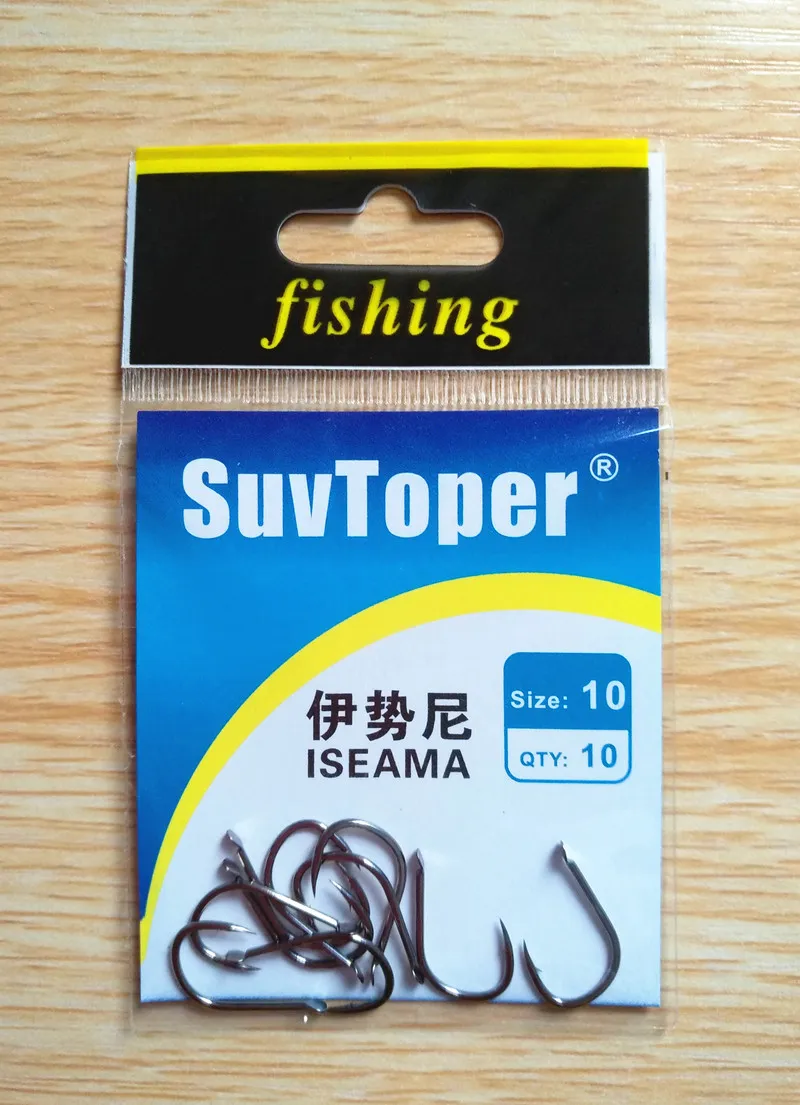 fishing
SuvToper®
伊势尼
ISEAMA
Size: 10
QTY: 10